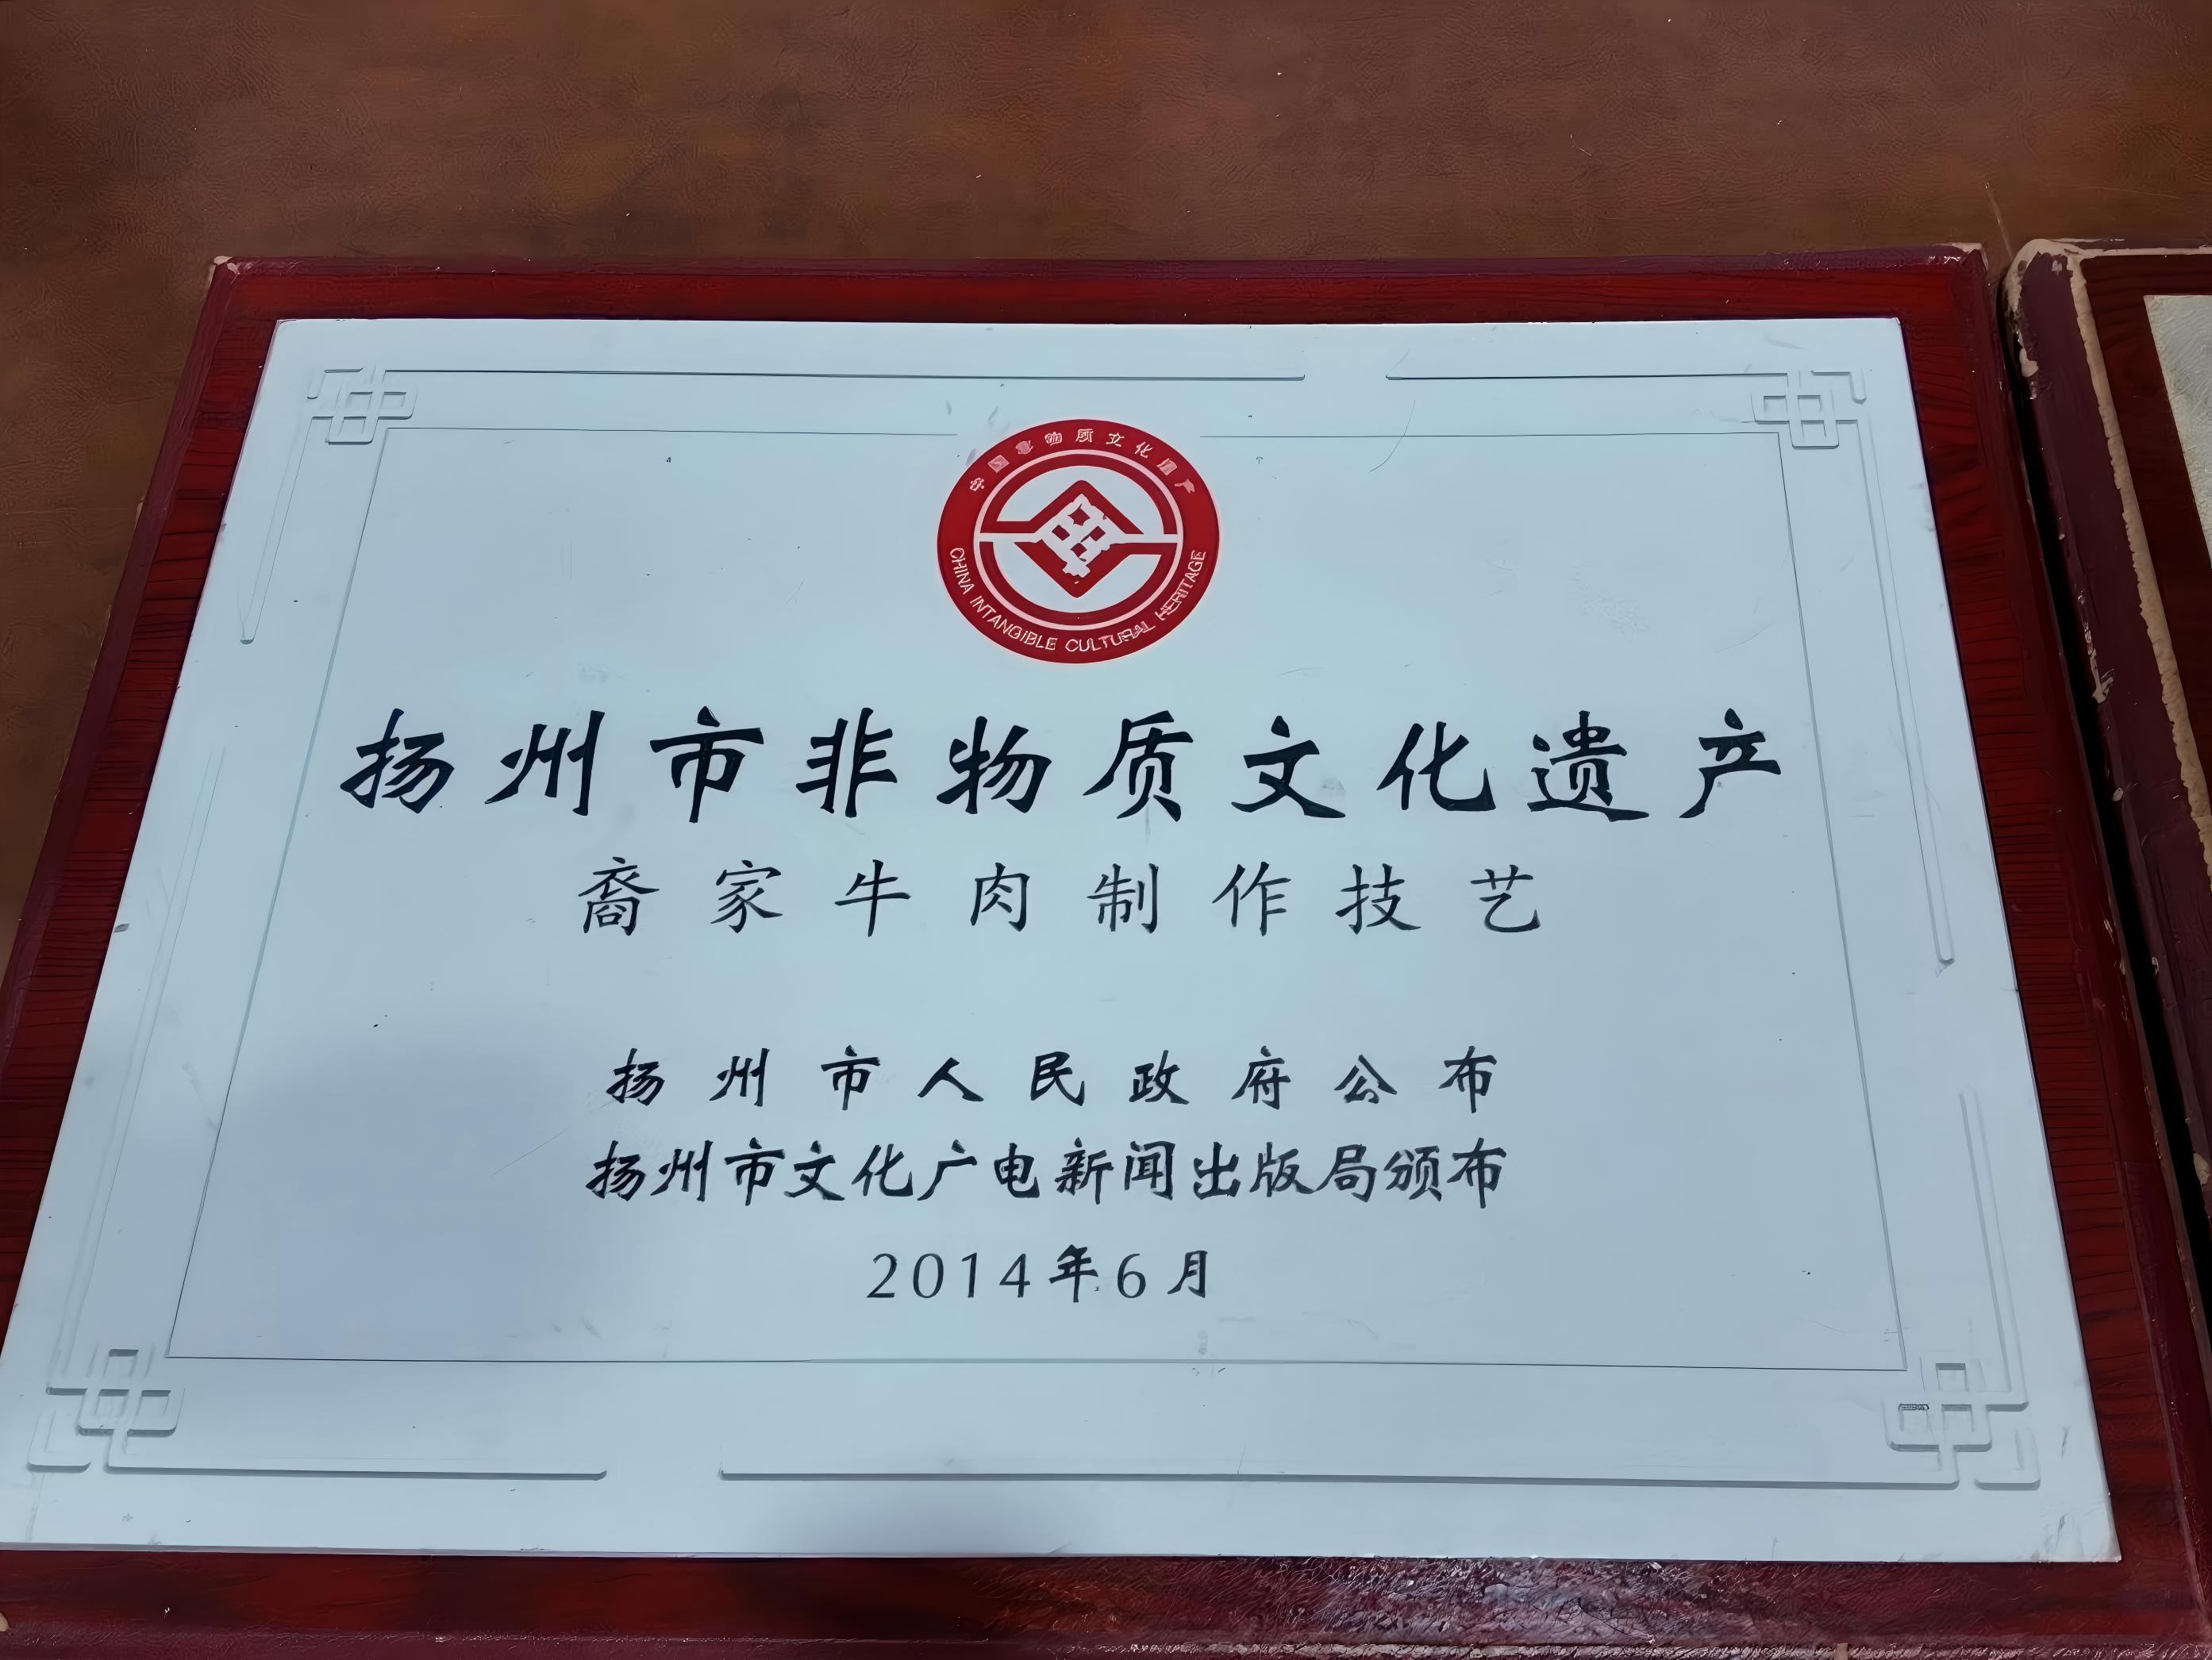 中国非物质文化遗产
CHINA INTANGIBLE CULTURAL HERITAGE
扬州市非物质文化遗产
裔家牛肉制作技艺
扬州市人民政府公布
扬州市文化广电新闻出版局颁布
2014年6月